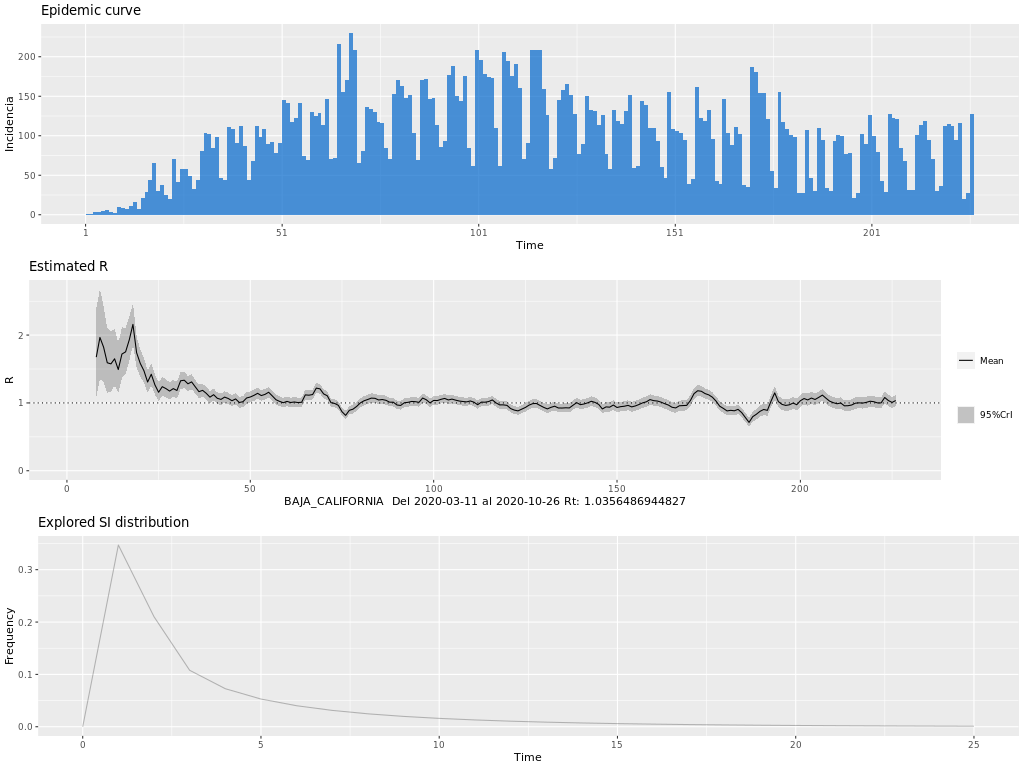 Epidemic curve
Incidencia
200
150
100
50
0
1
51
101
151
201
Time
Estimated R
R
2
1
0
0
50
100
150
200
BAJA_CALIFORNIA Del 2020-03-11 al 2020-10-26 Rt: 1.0356486944827
Mean
95%CrI
Explored SI distribution
Frequency
0.3
0.2
0.1
0.0
0
5
10
15
20
25
Time